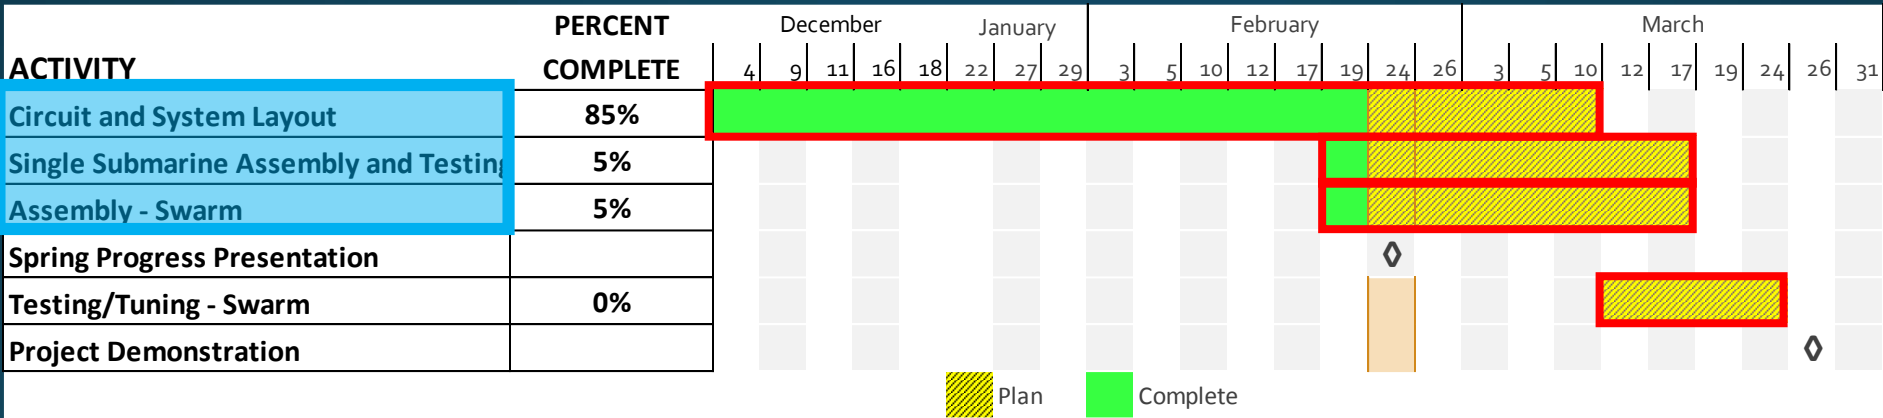 PERCENT December January February March
ACTIVITY COMPLETE 4 9 11 16 18 22 27 29 3 5 10 12 17 19 24 26 3 5 10 12 17 19 24 26 31
Circuit and System Layout 85%
Single Submarine Assembly and Testing 5%
Assembly - Swarm 5%
Spring Progress Presentation
Testing/Tuning - Swarm 0%
Project Demonstration
Plan Complete